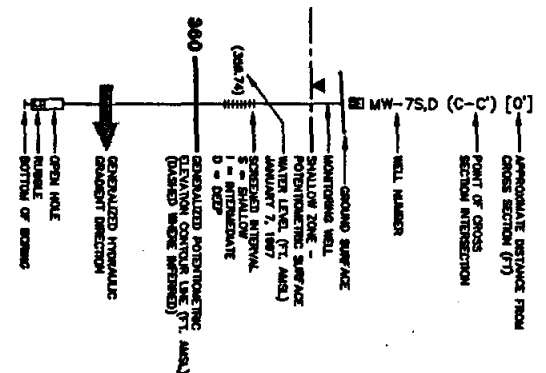 MW-7S,D (C-C') [0']
APPROXIMATE DISTANCE FROM
CROSS SECTION (FT)
POINT OF CROSS
SECTION INTERSECTION
WELL NUMBER
GROUND SURFACE
MONITORING WELL
SHALLOW ZONE -
POTENTIOMETRIC SURFACE
WATER LEVEL (FT. AMSL)
JANUARY 7, 1997
(358.74)
SCREENED INTERVAL
S = SHALLOW
I = INTERMEDIATE
D = DEEP
360
GENERALIZED POTENTIOMETRIC
ELEVATION CONTOUR LINE (FT. AMSL)
(DASHED WHERE INFERRED)
GENERALIZED HYDRAULIC
GRADIENT DIRECTION
OPEN HOLE
RUBBLE
BOTTOM OF BORING